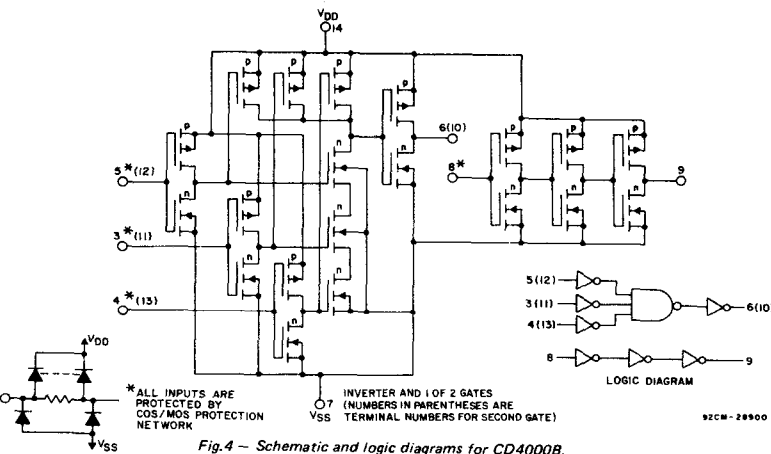 VDD
14
p
p
p
p
p
p
p
p
6(10)
5*(12)
n
n
n
8*
n
n
n
9
3*(11)
p
n
n
p
n
n
4*(13)
5(12)
3(11)
4(13)
6(10)
8
9
LOGIC DIAGRAM
VDD
VSS
*ALL INPUTS ARE
PROTECTED BY
COS/MOS PROTECTION
NETWORK
7
VSS
INVERTER AND 1 OF 2 GATES
(NUMBERS IN PARENTHESES ARE
TERMINAL NUMBERS FOR SECOND GATE)
92CM-28900
Fig.4 — Schematic and logic diagrams for CD4000B.